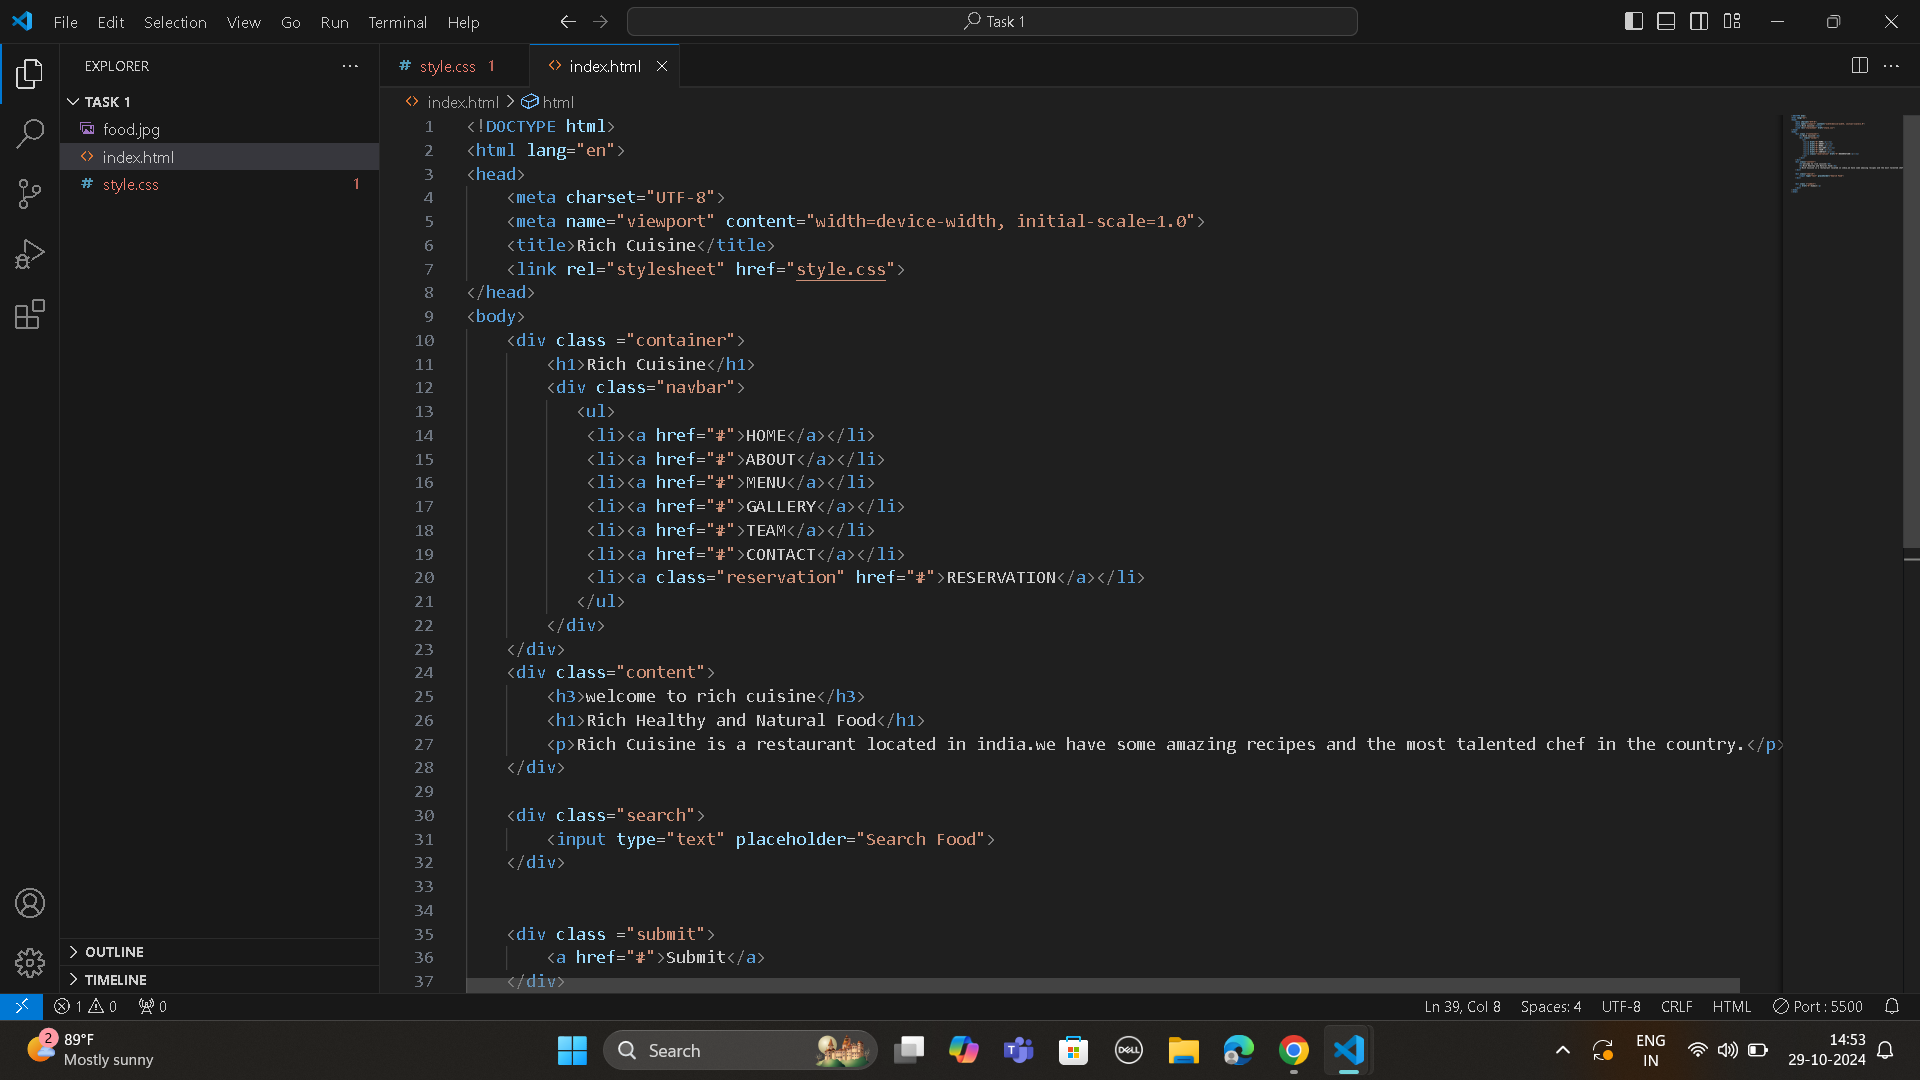 File Edit Selection View Go Run Terminal Help
Task 1
EXPLORER
TASK 1
food.jpg
index.html
style.css 1
OUTLINE
TIMELINE
style.css 1
index.html
index.html > html
1 <!DOCTYPE html>
2 <html lang="en">
3 <head>
4 <meta charset="UTF-8">
5 <meta name="viewport" content="width=device-width, initial-scale=1.0">
6 <title>Rich Cuisine</title>
7 <link rel="stylesheet" href="style.css">
8 </head>
9 <body>
10 <div class ="container">
11 <h1>Rich Cuisine</h1>
12 <div class="navbar">
13 <ul>
14 <li><a href="#">HOME</a></li>
15 <li><a href="#">ABOUT</a></li>
16 <li><a href="#">MENU</a></li>
17 <li><a href="#">GALLERY</a></li>
18 <li><a href="#">TEAM</a></li>
19 <li><a href="#">CONTACT</a></li>
20 <li><a class="reservation" href="#">RESERVATION</a></li>
21 </ul>
22 </div>
23 </div>
24 <div class="content">
25 <h3>welcome to rich cuisine</h3>
26 <h1>Rich Healthy and Natural Food</h1>
27 <p>Rich Cuisine is a restaurant located in india.we have some amazing recipes and the most talented chef in the country.</p>
28 </div>
29
30 <div class="search">
31 <input type="text" placeholder="Search Food">
32 </div>
33
34
35 <div class ="submit">
36 <a href="#">Submit</a>
37 </div>
1 0 0
Ln 39, Col 8 Spaces: 4 UTF-8 CRLF HTML Port : 5500
2
89°F
Mostly sunny
Search
DELL
ENG
IN
14:53
29-10-2024